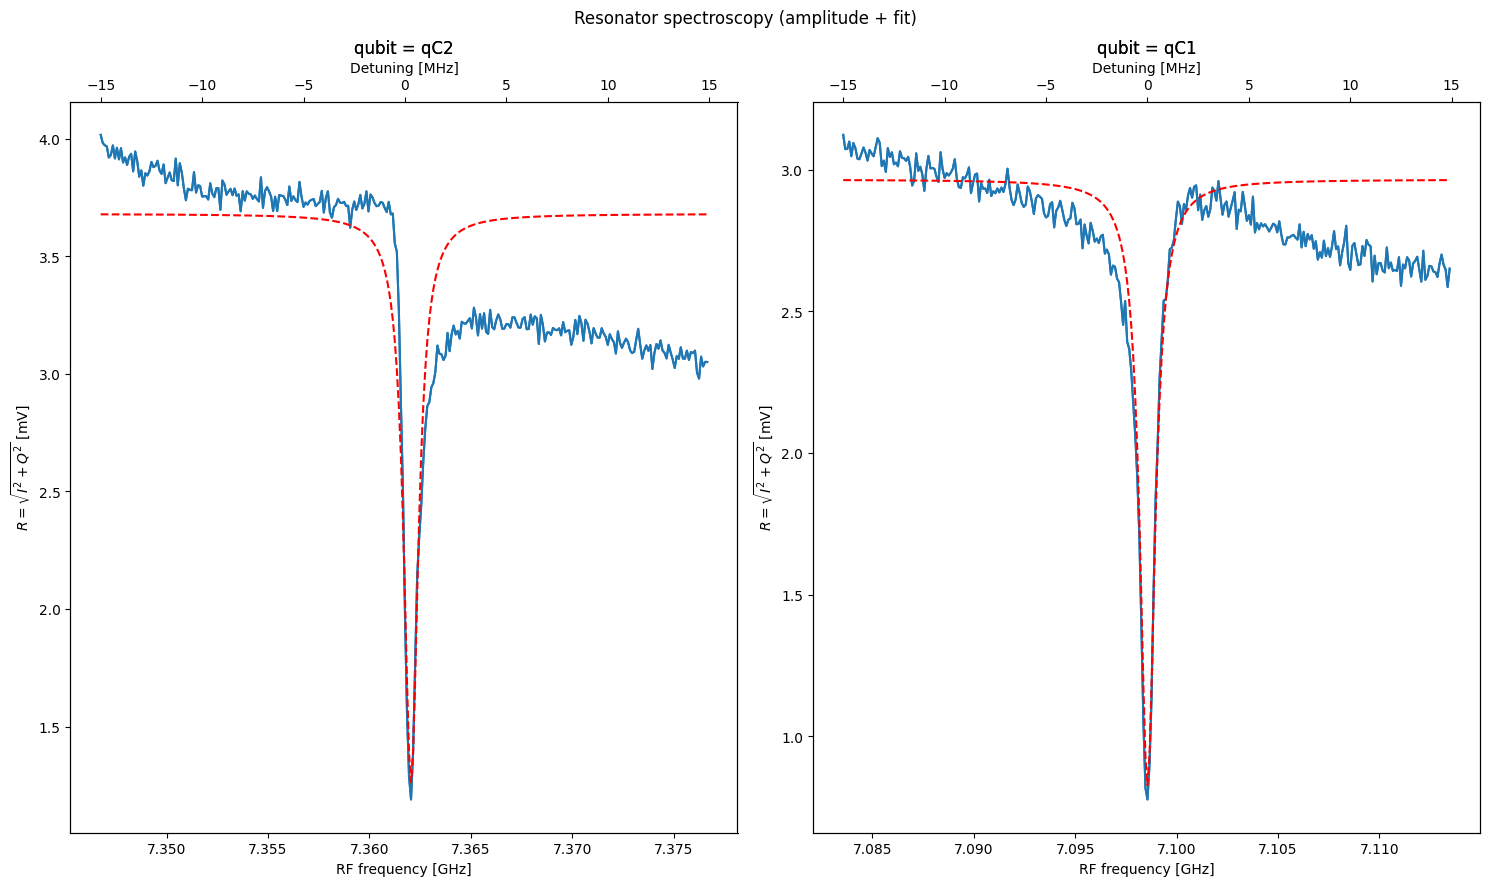 Resonator spectroscopy (amplitude + fit)
qubit = qC2
Detuning [MHz]
−15 −10 −5 0 5 10 15
4.0
3.5
3.0
2.5
2.0
1.5
R = √I² + Q² [mV]
7.350 7.355 7.360 7.365 7.370 7.375
RF frequency [GHz]
qubit = qC1
Detuning [MHz]
−15 −10 −5 0 5 10 15
3.0
2.5
2.0
1.5
1.0
R = √I² + Q² [mV]
7.085 7.090 7.095 7.100 7.105 7.110
RF frequency [GHz]